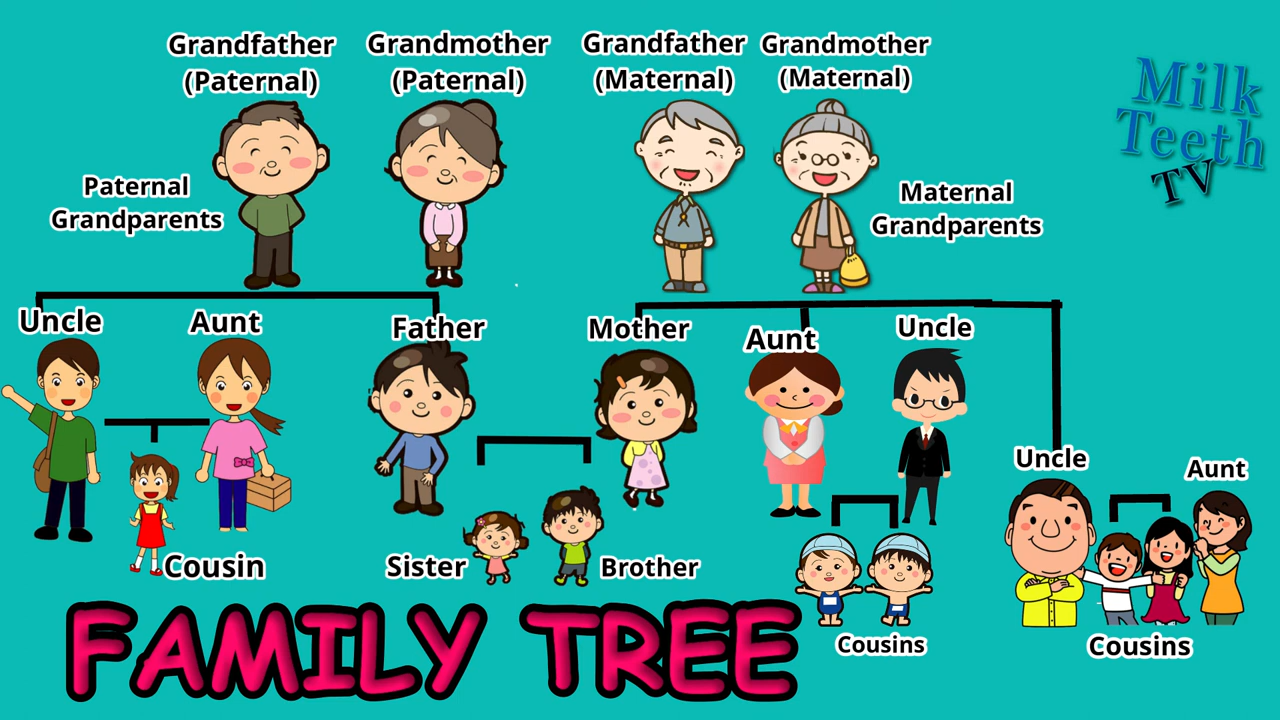 Grandfather
(Paternal)
Grandmother
(Paternal)
Grandfather
(Maternal)
Grandmother
(Maternal)
Milk
Teeth
TV
Paternal
Grandparents
Maternal
Grandparents
Uncle
Aunt
Father
Mother
Aunt
Uncle
Uncle
Aunt
Cousin
Sister
Brother
Cousins
Cousins
FAMILY TREE